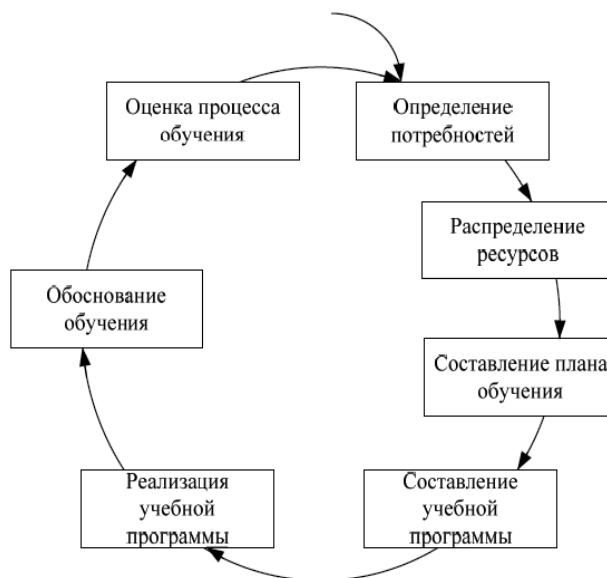 Оценка процесса
обучения
Определение
потребностей
Распределение
ресурсов
Составление плана
обучения
Составление
учебной
программы
Реализация
учебной
программы
Обоснование
обучения